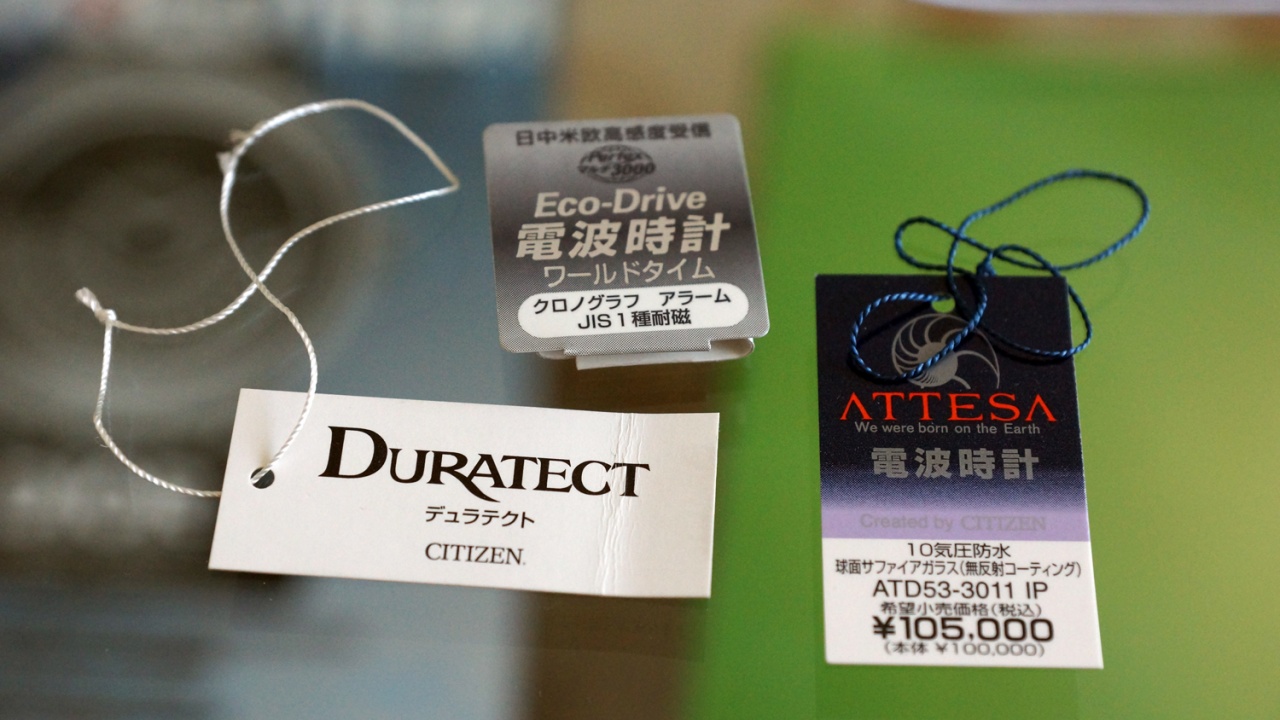 日中米欧高感度受信
Perfex
マルチ3000
Eco-Drive
電波時計
ワールドタイム
クロノグラフ アラーム
JIS1種耐磁
DURATECT
デュラテクト
CITIZEN.
ATTESA
We were born on the Earth
電波時計
Created by CITIZEN
10気圧防水
球面サファイアガラス(無反射コーティング)
ATD53-3011 IP
希望小売価格(税込)
¥105,000
(本体 ¥100,000)